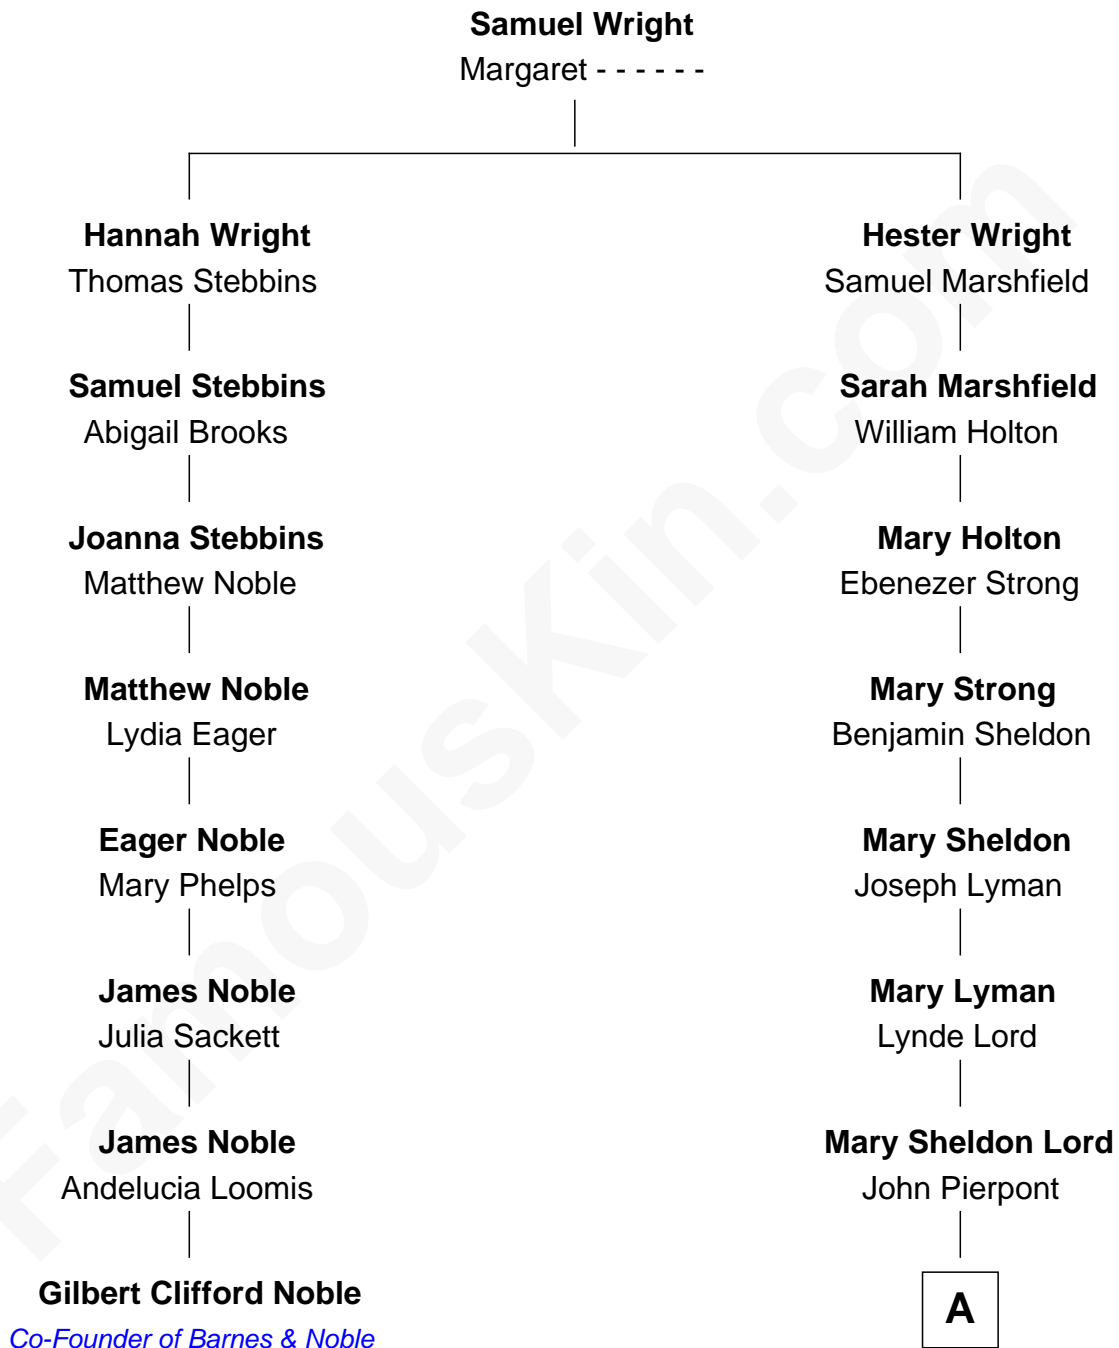 Samuel Wright
Margaret - - - - - -
Hannah Wright
Thomas Stebbins
Samuel Stebbins
Abigail Brooks
Joanna Stebbins
Matthew Noble
Matthew Noble
Lydia Eager
Eager Noble
Mary Phelps
James Noble
Julia Sackett
James Noble
Andelucia Loomis
Gilbert Clifford Noble
Co-Founder of Barnes & Noble
Hester Wright
Samuel Marshfield
Sarah Marshfield
William Holton
Mary Holton
Ebenezer Strong
Mary Strong
Benjamin Sheldon
Mary Sheldon
Joseph Lyman
Mary Lyman
Lynde Lord
Mary Sheldon Lord
John Pierpont
A
FamousKin.com